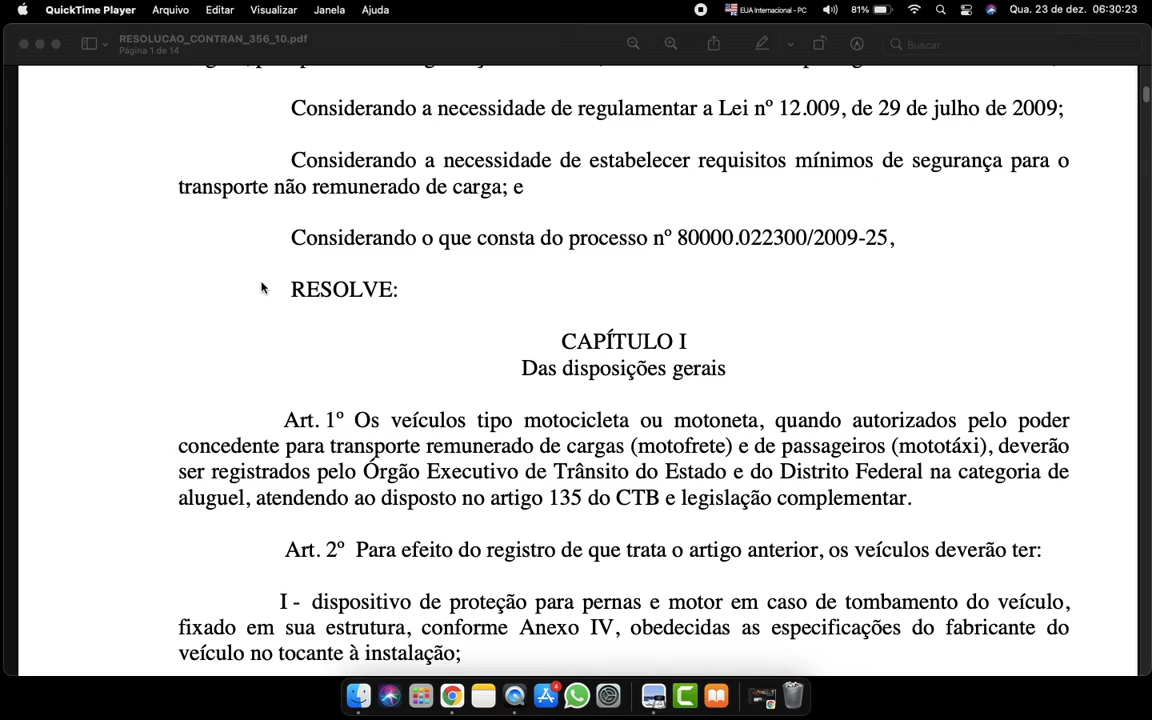 QuickTime Player Arquivo Editar Visualizar Janela Ajuda EUA Internacional - PC 81% Qua. 23 de dez. 06:30:23
RESOLUCAO_CONTRAN_356_10.pdf
Página 1 de 14
Buscar
Considerando a necessidade de regulamentar a Lei nº 12.009, de 29 de julho de 2009;
Considerando a necessidade de estabelecer requisitos mínimos de segurança para o
transporte não remunerado de carga; e
Considerando o que consta do processo nº 80000.022300/2009-25,
RESOLVE:
CAPÍTULO I
Das disposições gerais
Art. 1º Os veículos tipo motocicleta ou motoneta, quando autorizados pelo poder
concedente para transporte remunerado de cargas (motofrete) e de passageiros (mototáxi), deverão
ser registrados pelo Órgão Executivo de Trânsito do Estado e do Distrito Federal na categoria de
aluguel, atendendo ao disposto no artigo 135 do CTB e legislação complementar.
Art. 2º Para efeito do registro de que trata o artigo anterior, os veículos deverão ter:
I - dispositivo de proteção para pernas e motor em caso de tombamento do veículo,
fixado em sua estrutura, conforme Anexo IV, obedecidas as especificações do fabricante do
veículo no tocante à instalação;
4